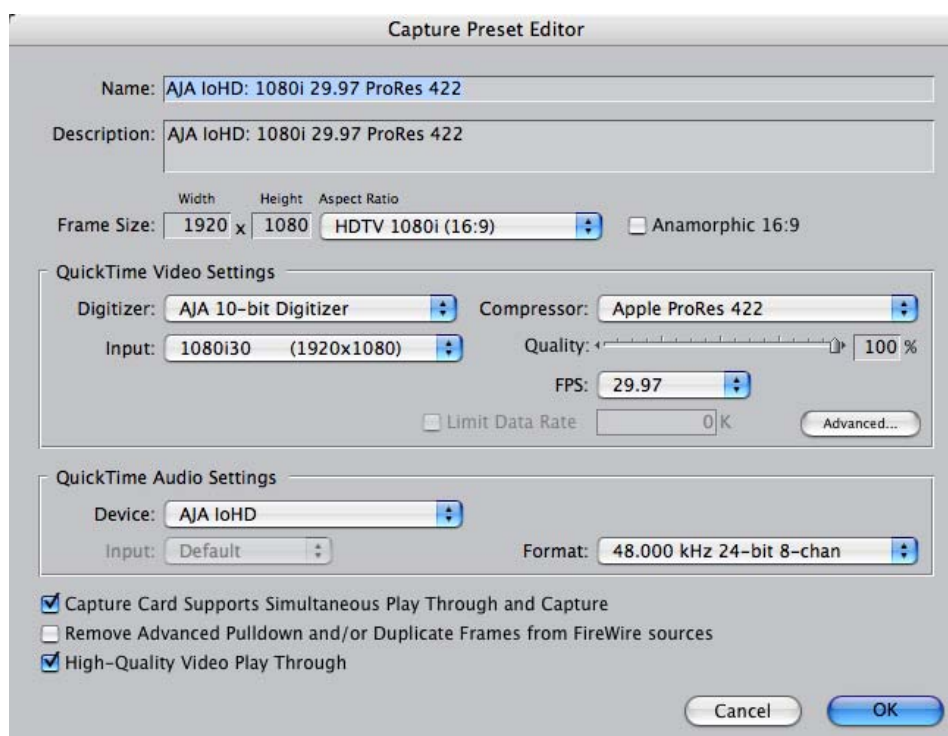 Capture Preset Editor
Name: AJA IoHD: 1080i 29.97 ProRes 422
Description: AJA IoHD: 1080i 29.97 ProRes 422
Width Height Aspect Ratio
Frame Size: 1920 x 1080 HDTV 1080i (16:9) Anamorphic 16:9
QuickTime Video Settings
Digitizer: AJA 10-bit Digitizer Compressor: Apple ProRes 422
Input: 1080i30 (1920x1080) Quality: 100 %
FPS: 29.97
Limit Data Rate 0 K Advanced...
QuickTime Audio Settings
Device: AJA IoHD
Input: Default Format: 48.000 kHz 24-bit 8-chan
Capture Card Supports Simultaneous Play Through and Capture
Remove Advanced Pulldown and/or Duplicate Frames from FireWire sources
High-Quality Video Play Through
Cancel OK